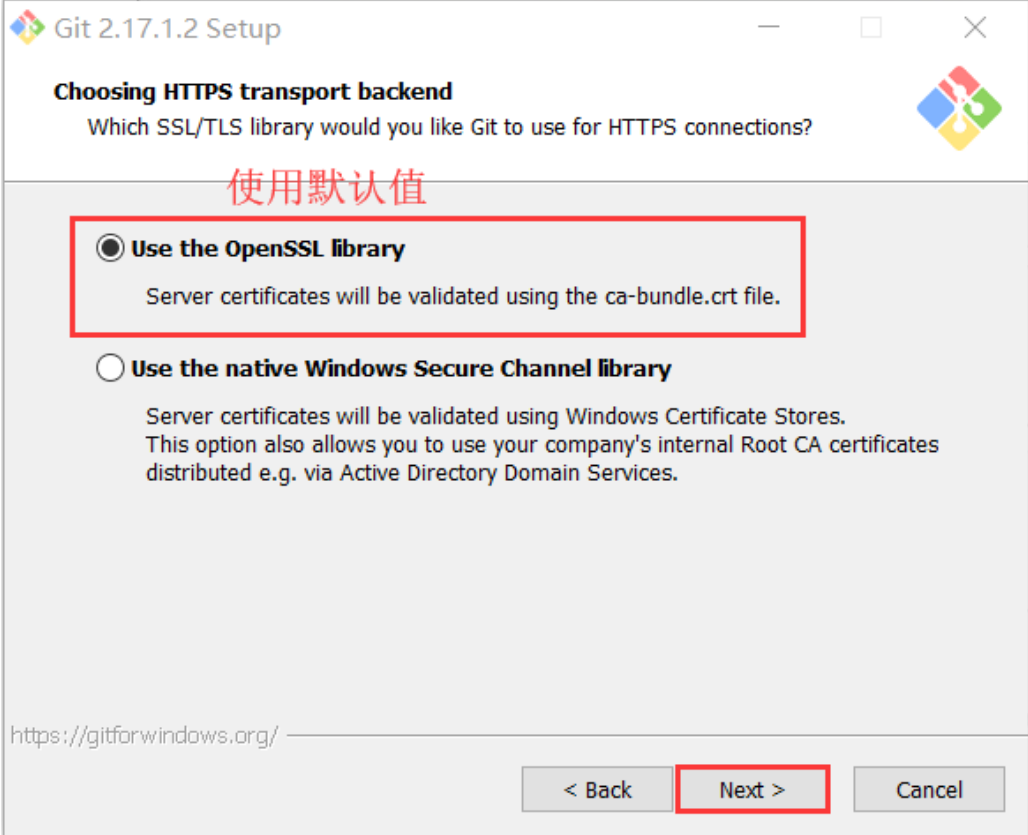 Git 2.17.1.2 Setup
Choosing HTTPS transport backend
Which SSL/TLS library would you like Git to use for HTTPS connections?
使用默认值
Use the OpenSSL library
Server certificates will be validated using the ca-bundle.crt file.
Use the native Windows Secure Channel library
Server certificates will be validated using Windows Certificate Stores.
This option also allows you to use your company's internal Root CA certificates
distributed e.g. via Active Directory Domain Services.
https://gitforwindows.org/
< Back
Next >
Cancel